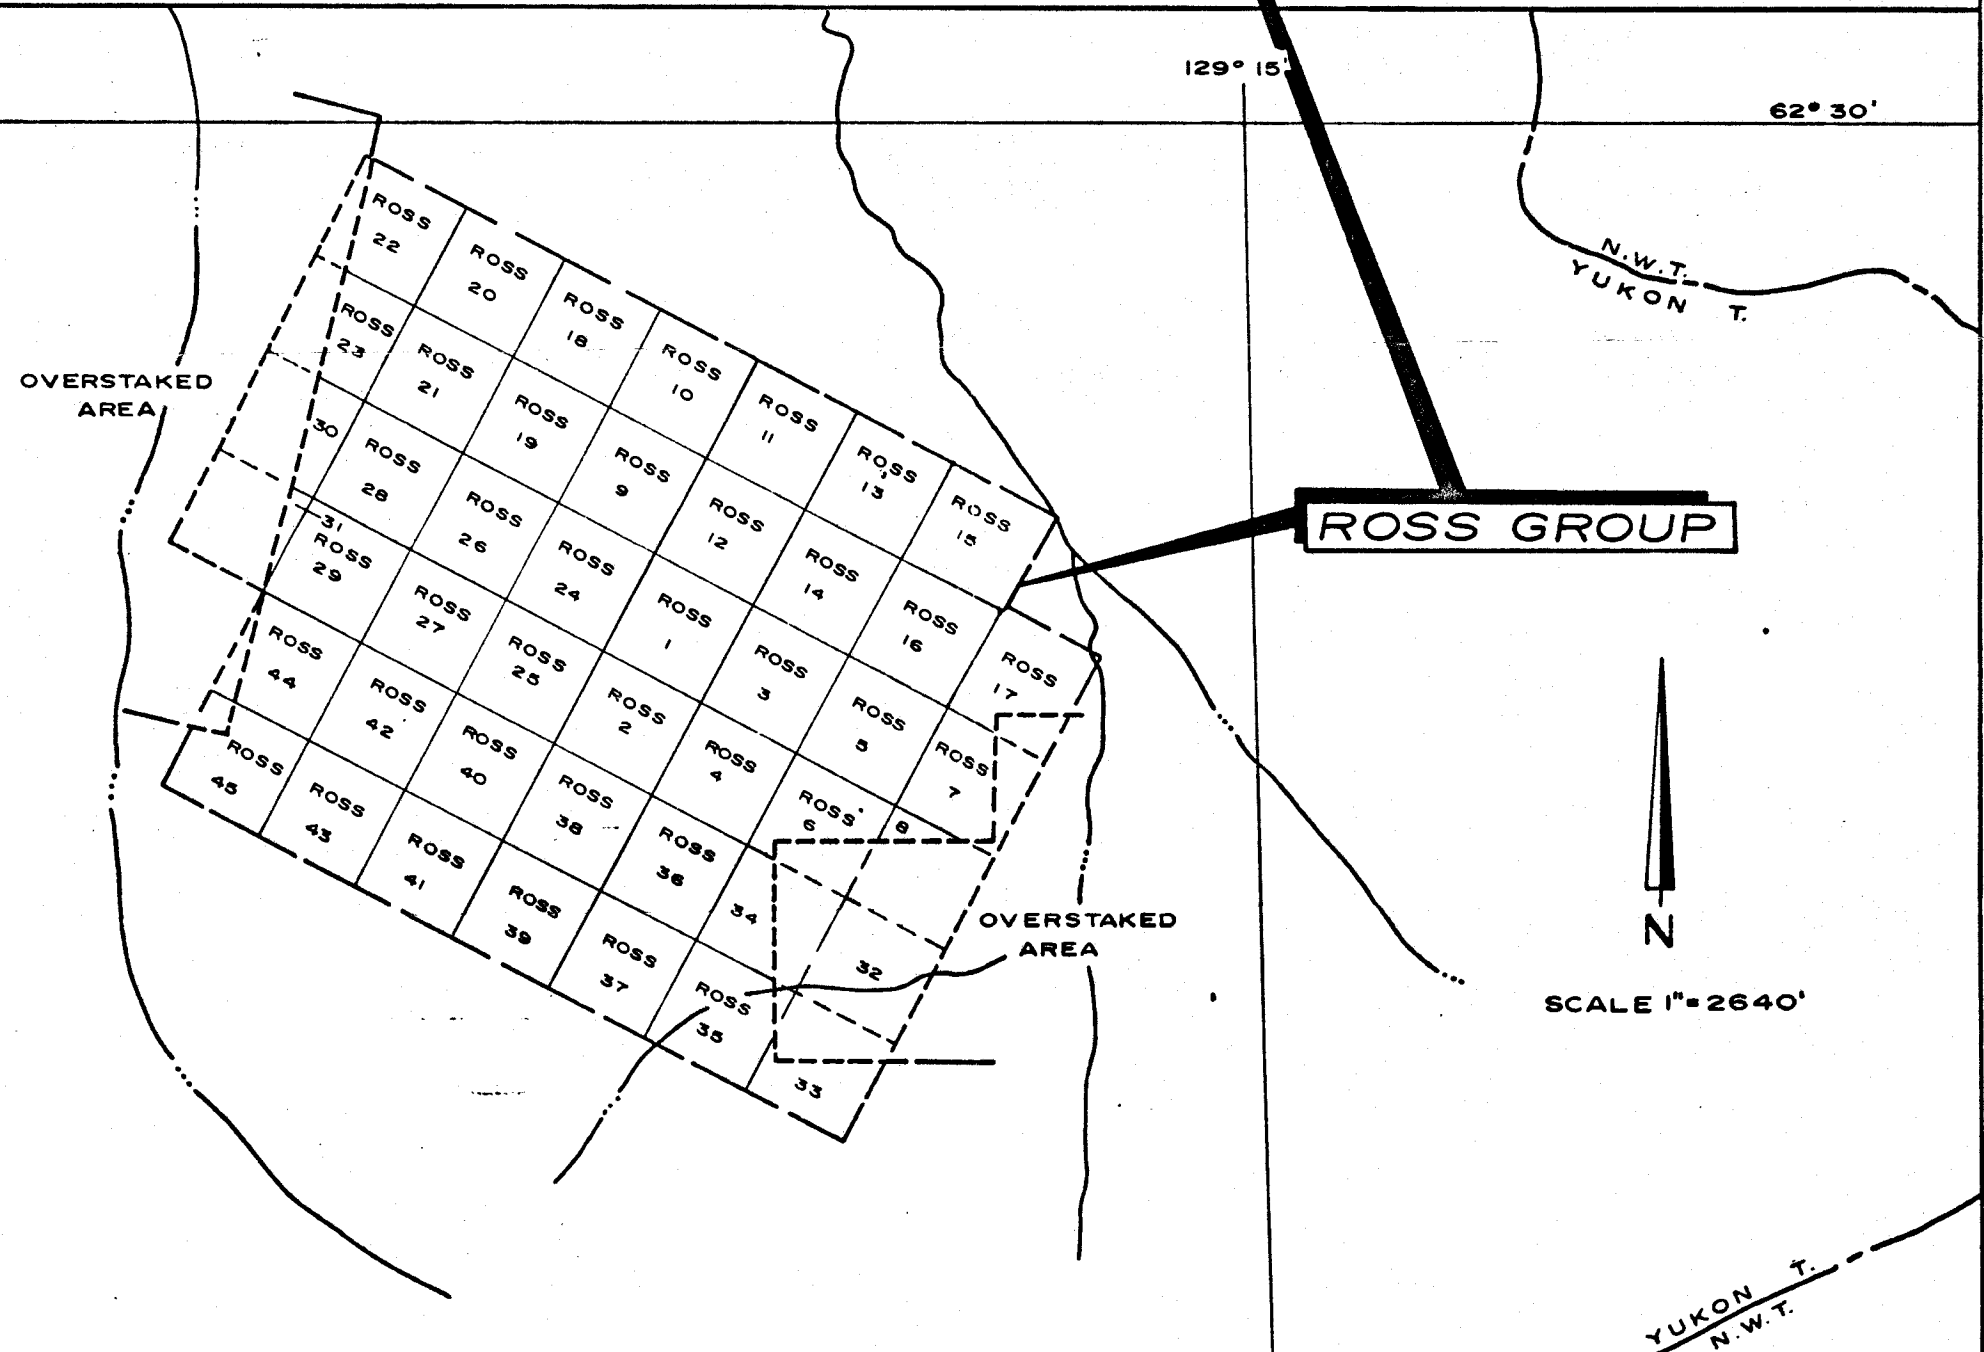 129° 15'
62° 30'
N.W.T.
YUKON T.
ROSS
22
ROSS
20
ROSS
18
ROSS
10
ROSS
11
ROSS
13
ROSS
15
ROSS
23
ROSS
21
ROSS
19
ROSS
9
ROSS
12
ROSS
14
ROSS
16
ROSS
17
OVERSTAKED
AREA
30
ROSS
28
ROSS
26
ROSS
24
ROSS
1
ROSS
3
ROSS
5
ROSS
7
31
ROSS
29
ROSS
27
ROSS
25
ROSS
2
ROSS
4
ROSS
6
8
ROSS
44
ROSS
42
ROSS
40
ROSS
38
ROSS
36
34
32
ROSS
45
ROSS
43
ROSS
41
ROSS
39
ROSS
37
ROSS
35
33
OVERSTAKED
AREA
ROSS GROUP
N
SCALE 1"=2640'
YUKON T.
N.W.T.